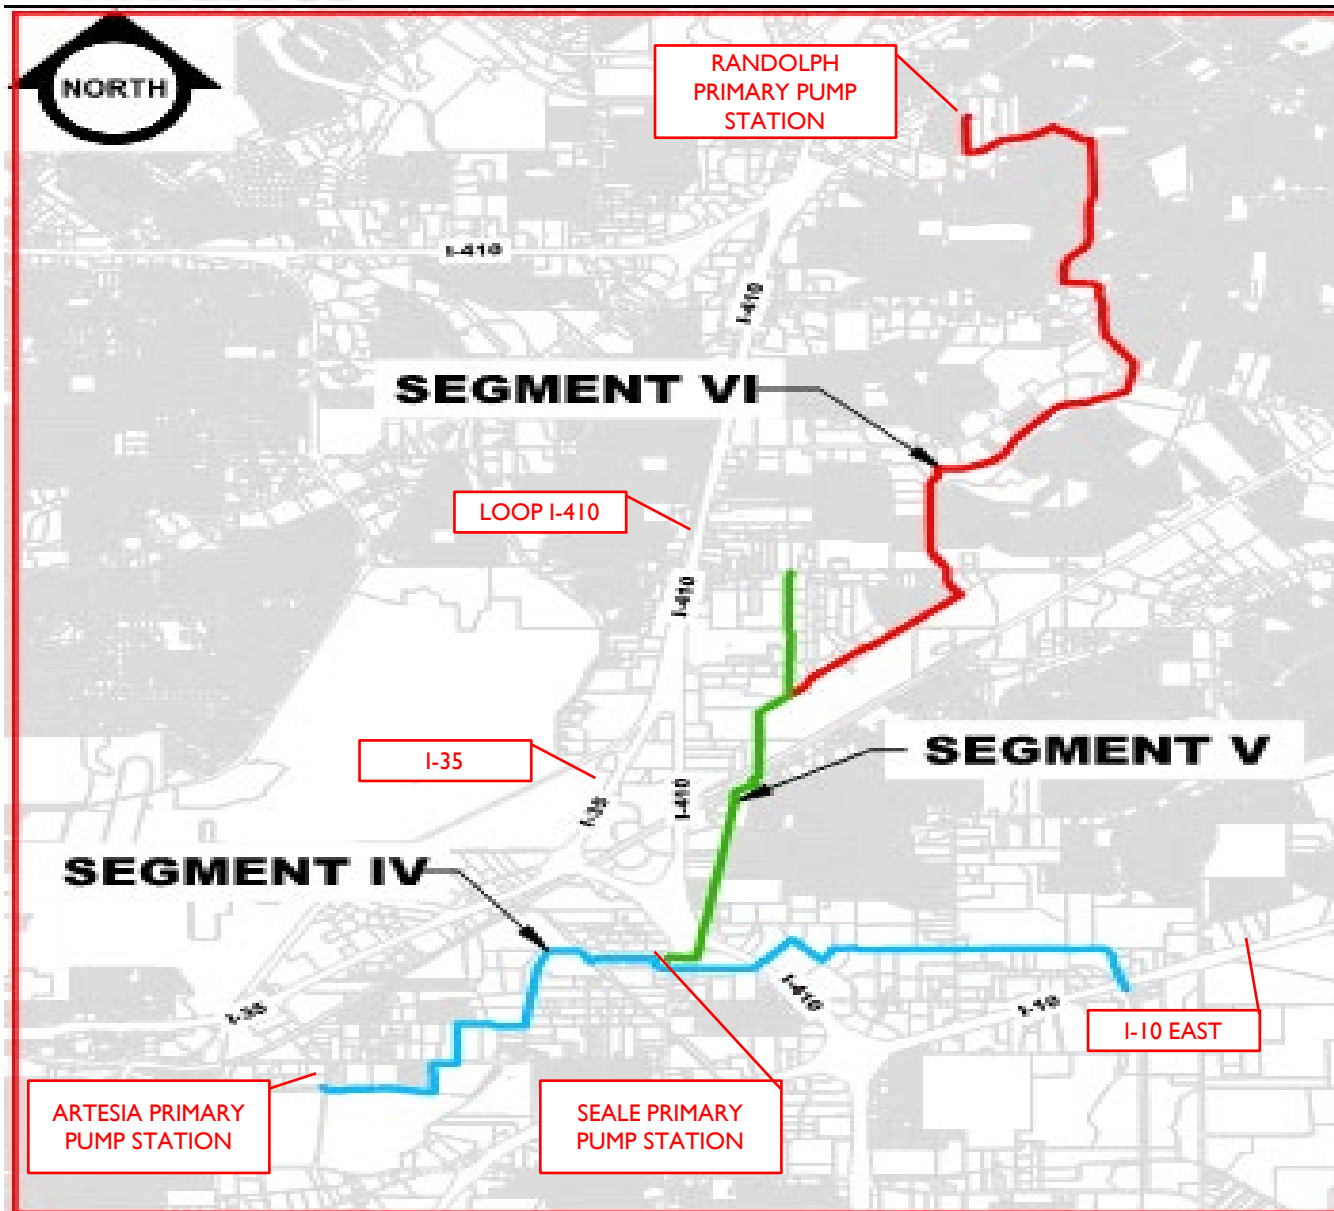 NORTH
RANDOLPH
PRIMARY PUMP
STATION
I-410
I-410
SEGMENT VI
LOOP I-410
I-410
SEGMENT V
I-35
I-410
I-35
SEGMENT IV
I-410
I-35
I-10
I-10 EAST
ARTESIA PRIMARY
PUMP STATION
SEALE PRIMARY
PUMP STATION